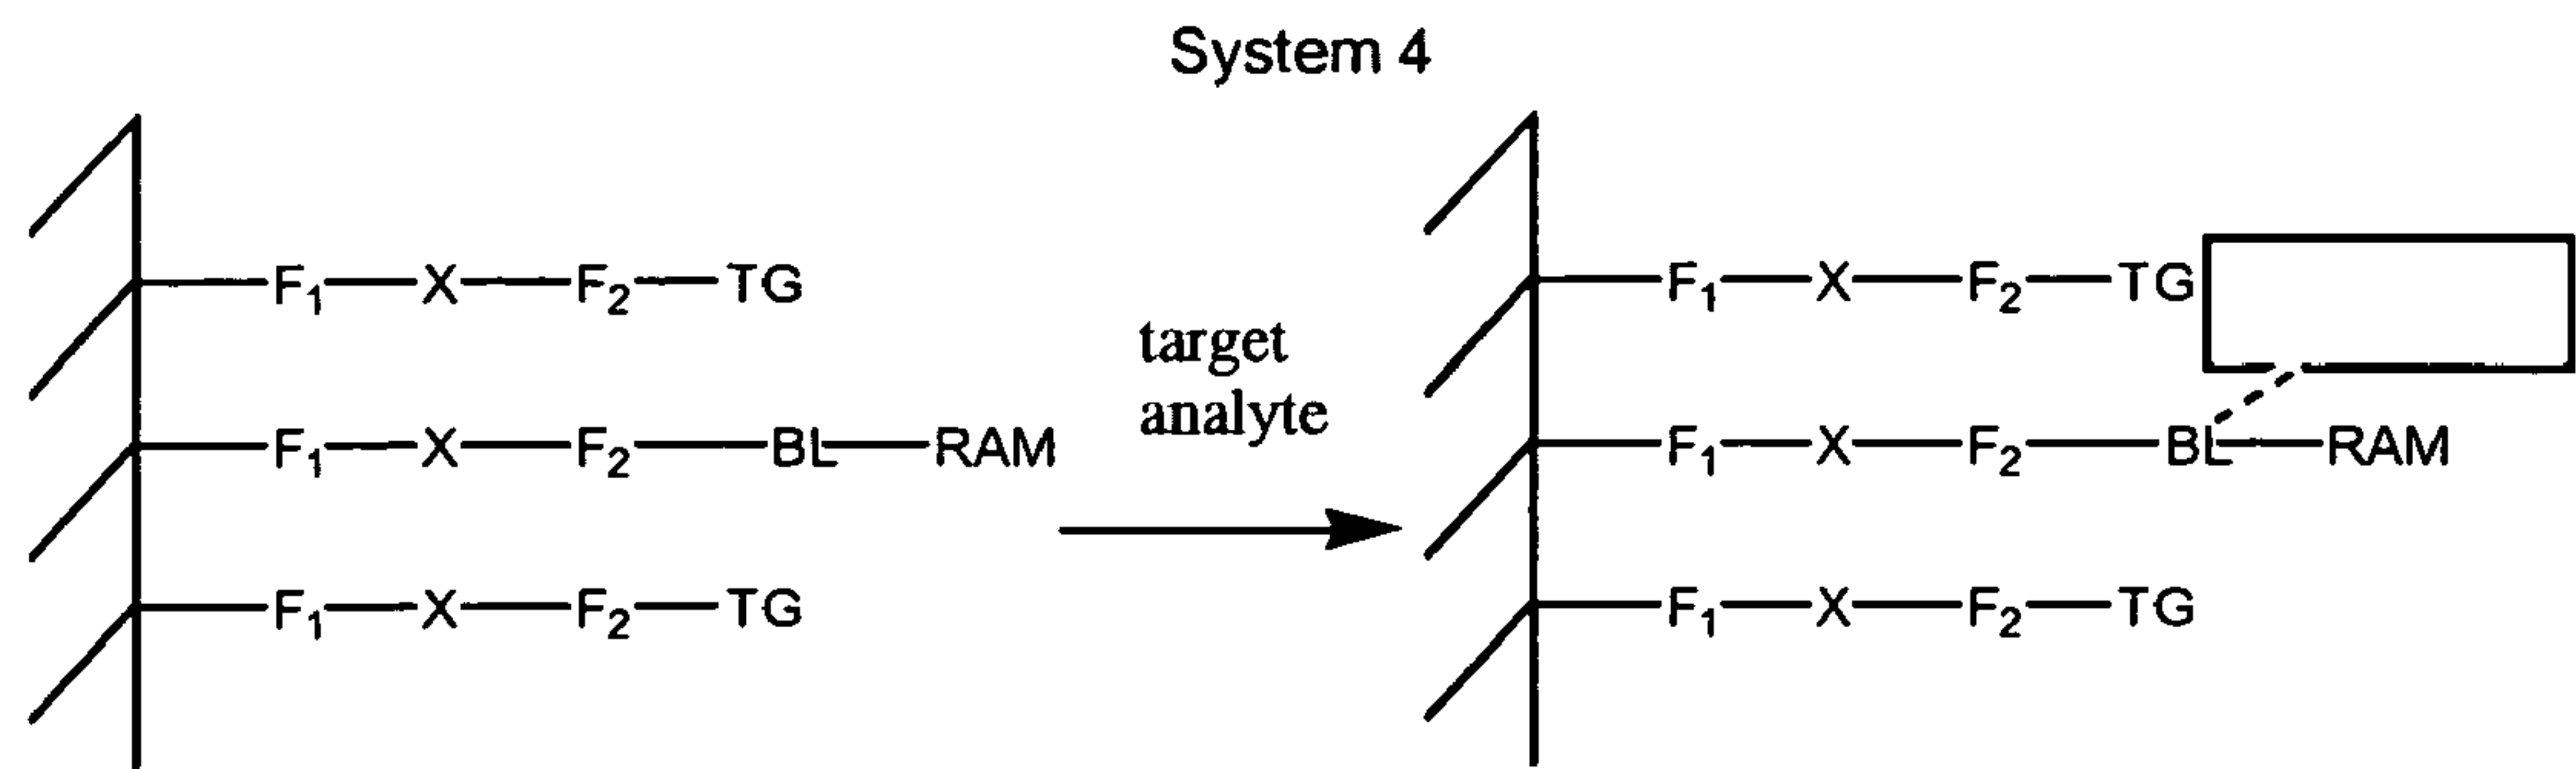 System 4
F₁—X—F₂—TG
F₁—X—F₂—BL—RAM
F₁—X—F₂—TG
target
analyte
F₁—X—F₂—TG
F₁—X—F₂—BL—RAM
F₁—X—F₂—TG